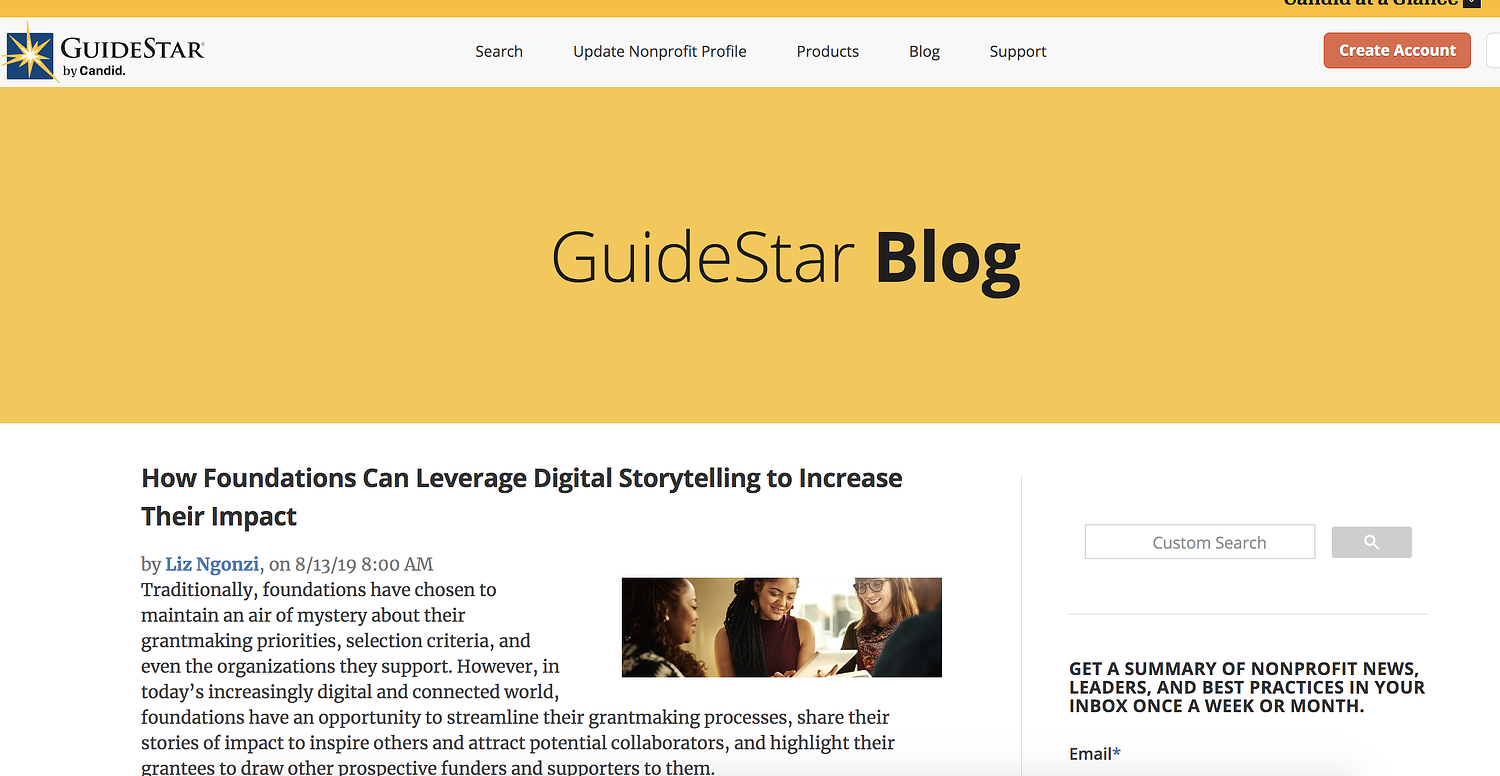 Candid at a Glance
GUIDESTAR®
by Candid.
Search
Update Nonprofit Profile
Products
Blog
Support
Create Account
GuideStar Blog
How Foundations Can Leverage Digital Storytelling to Increase
Their Impact
by Liz Ngonzi, on 8/13/19 8:00 AM
Traditionally, foundations have chosen to
maintain an air of mystery about their
grantmaking priorities, selection criteria, and
even the organizations they support. However, in
today’s increasingly digital and connected world,
foundations have an opportunity to streamline their grantmaking processes, share their
stories of impact to inspire others and attract potential collaborators, and highlight their
grantees to draw other prospective funders and supporters to them.
Custom Search
GET A SUMMARY OF NONPROFIT NEWS,
LEADERS, AND BEST PRACTICES IN YOUR
INBOX ONCE A WEEK OR MONTH.
Email*